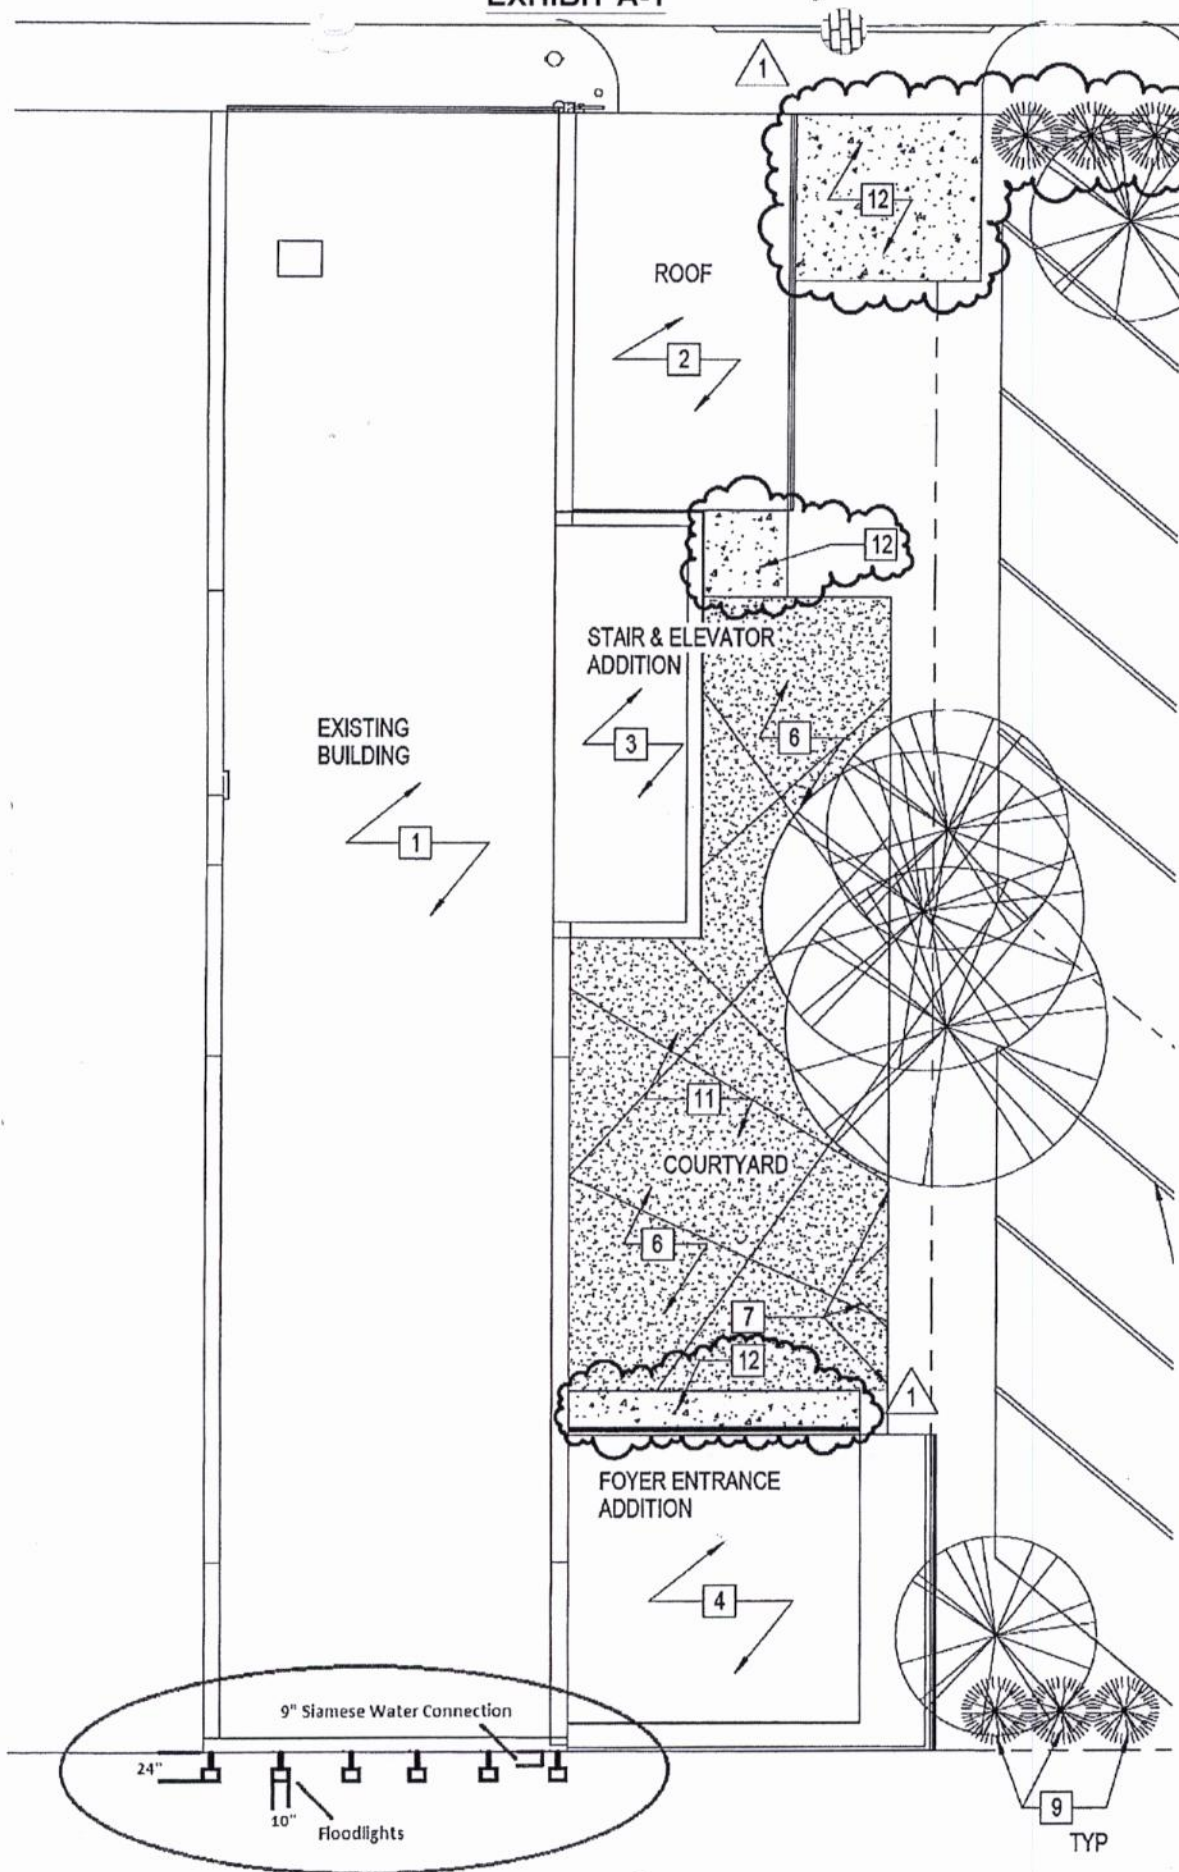 EXHIBIT A-1
1
12
ROOF
2
12
STAIR & ELEVATOR
ADDITION
6
3
EXISTING
BUILDING
1
11
COURTYARD
6
7
12
1
FOYER ENTRANCE
ADDITION
4
9" Siamese Water Connection
24"
10"
Floodlights
9
TYP